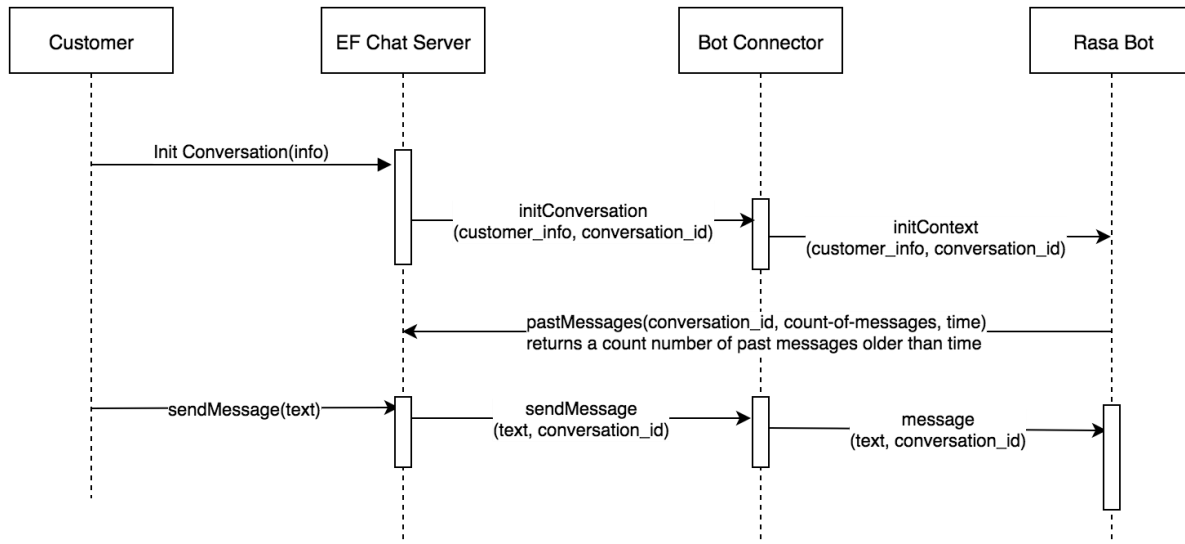 Customer
EF Chat Server
Bot Connector
Rasa Bot
Init Conversation(info)
initConversation
(customer_info, conversation_id)
initContext
(customer_info, conversation_id)
pastMessages(conversation_id, count-of-messages, time)
returns a count number of past messages older than time
sendMessage(text)
sendMessage
(text, conversation_id)
message
(text, conversation_id)